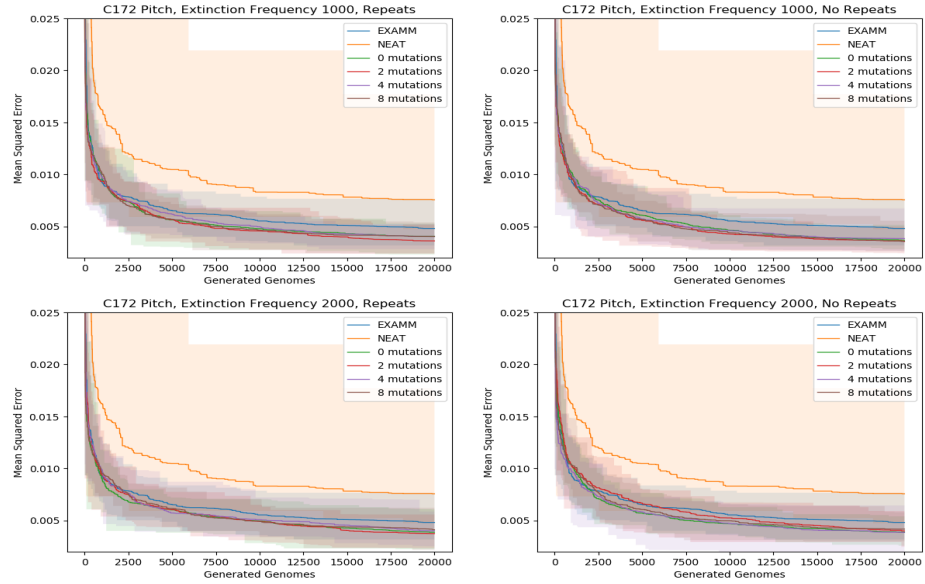 C172 Pitch, Extinction Frequency 1000, Repeats
0.025
0.020
0.015
0.010
0.005
Mean Squared Error
EXAMM
NEAT
0 mutations
2 mutations
4 mutations
8 mutations
0 2500 5000 7500 10000 12500 15000 17500 20000
Generated Genomes
C172 Pitch, Extinction Frequency 1000, No Repeats
0.025
0.020
0.015
0.010
0.005
Mean Squared Error
EXAMM
NEAT
0 mutations
2 mutations
4 mutations
8 mutations
0 2500 5000 7500 10000 12500 15000 17500 20000
Generated Genomes
C172 Pitch, Extinction Frequency 2000, Repeats
0.025
0.020
0.015
0.010
0.005
Mean Squared Error
EXAMM
NEAT
0 mutations
2 mutations
4 mutations
8 mutations
0 2500 5000 7500 10000 12500 15000 17500 20000
Generated Genomes
C172 Pitch, Extinction Frequency 2000, No Repeats
0.025
0.020
0.015
0.010
0.005
Mean Squared Error
EXAMM
NEAT
0 mutations
2 mutations
4 mutations
8 mutations
0 2500 5000 7500 10000 12500 15000 17500 20000
Generated Genomes